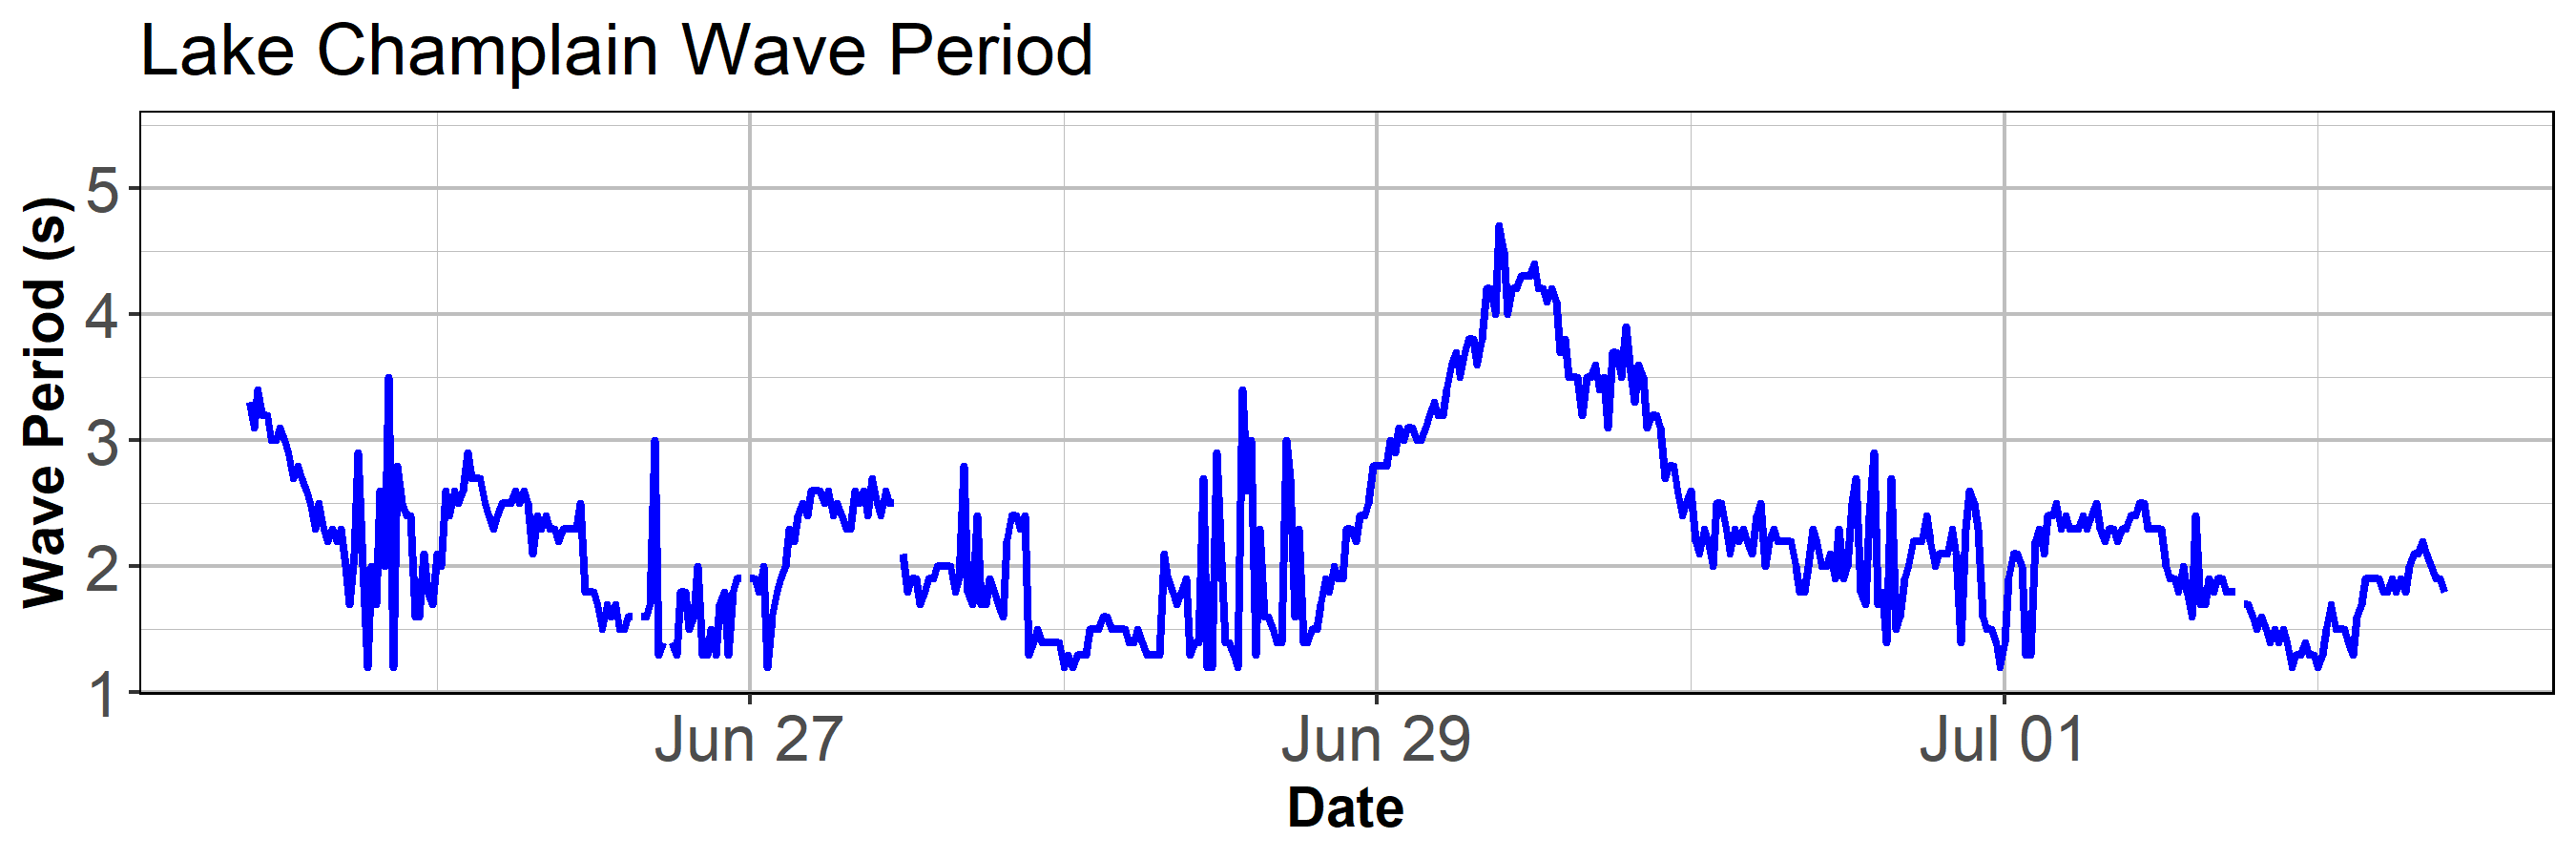 Lake Champlain Wave Period
Wave Period (s)
5
4
3
2
1
Jun 27
Jun 29
Jul 01
Date